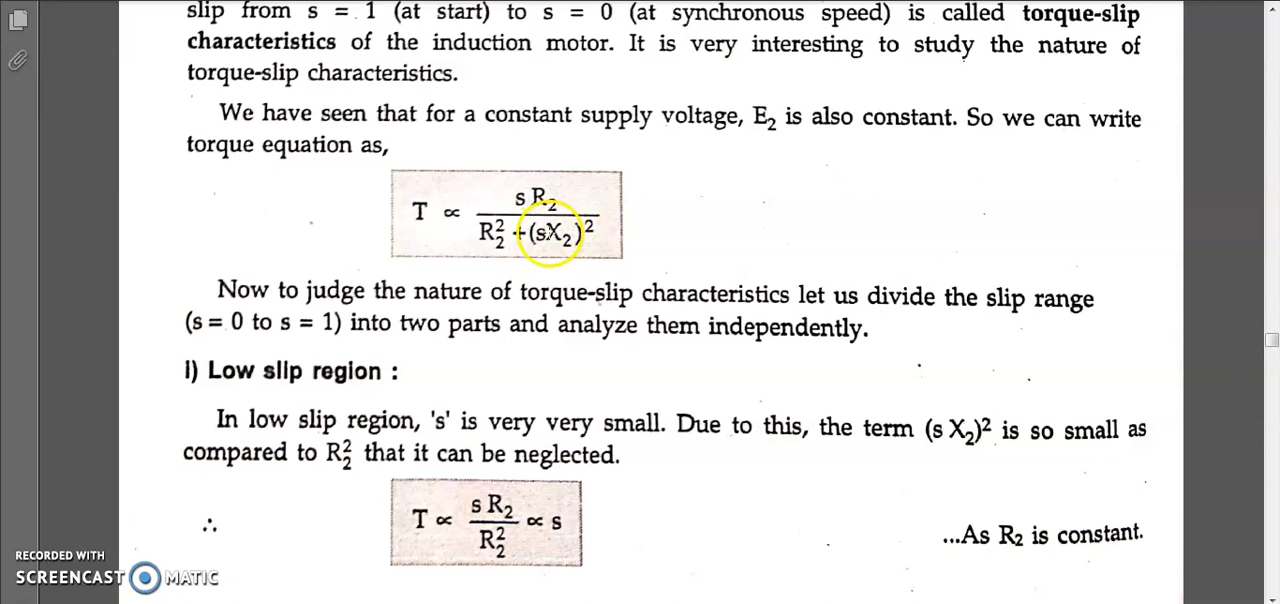 slip from s = 1 (at start) to s = 0 (at synchronous speed) is called torque-slip
characteristics of the induction motor. It is very interesting to study the nature of
torque-slip characteristics.
We have seen that for a constant supply voltage, E₂ is also constant. So we can write
torque equation as,
T ∝ s R₂ / R₂² + (sX₂)²
Now to judge the nature of torque-slip characteristics let us divide the slip range
(s = 0 to s = 1) into two parts and analyze them independently.
i) Low slip region :
In low slip region, 's' is very very small. Due to this, the term (s X₂)² is so small as
compared to R₂² that it can be neglected.
∴ T ∝ s R₂ / R₂² ∝ s ...As R₂ is constant.
RECORDED WITH
SCREENCAST MATIC